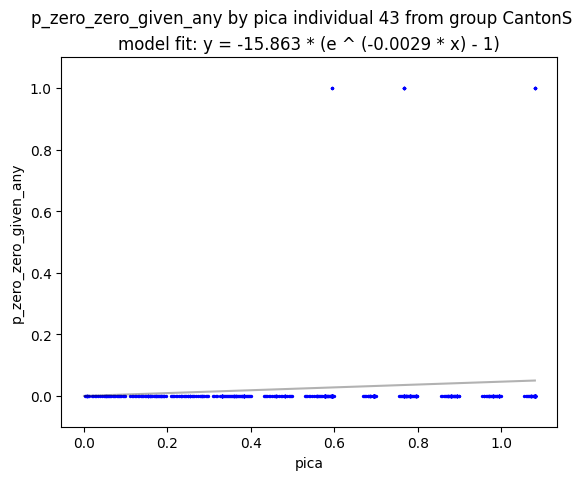 p_zero_zero_given_any by pica individual 43 from group CantonS
model fit: y = -15.863 * (e ^ (-0.0029 * x) - 1)
p_zero_zero_given_any
1.0
0.8
0.6
0.4
0.2
0.0
0.0 0.2 0.4 0.6 0.8 1.0
pica